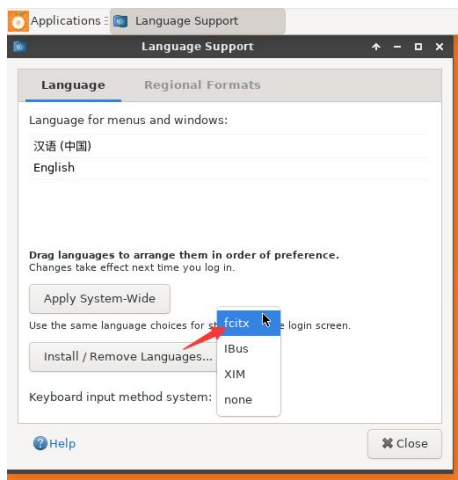 Applications
Language Support
Language Support
Language
Regional Formats
Language for menus and windows:
汉语 (中国)
English
Drag languages to arrange them in order of preference.
Changes take effect next time you log in.
Apply System-Wide
Use the same language choices for login screen.
fcitx
Install / Remove Languages...
IBus
XIM
Keyboard input method system:
none
Help
Close